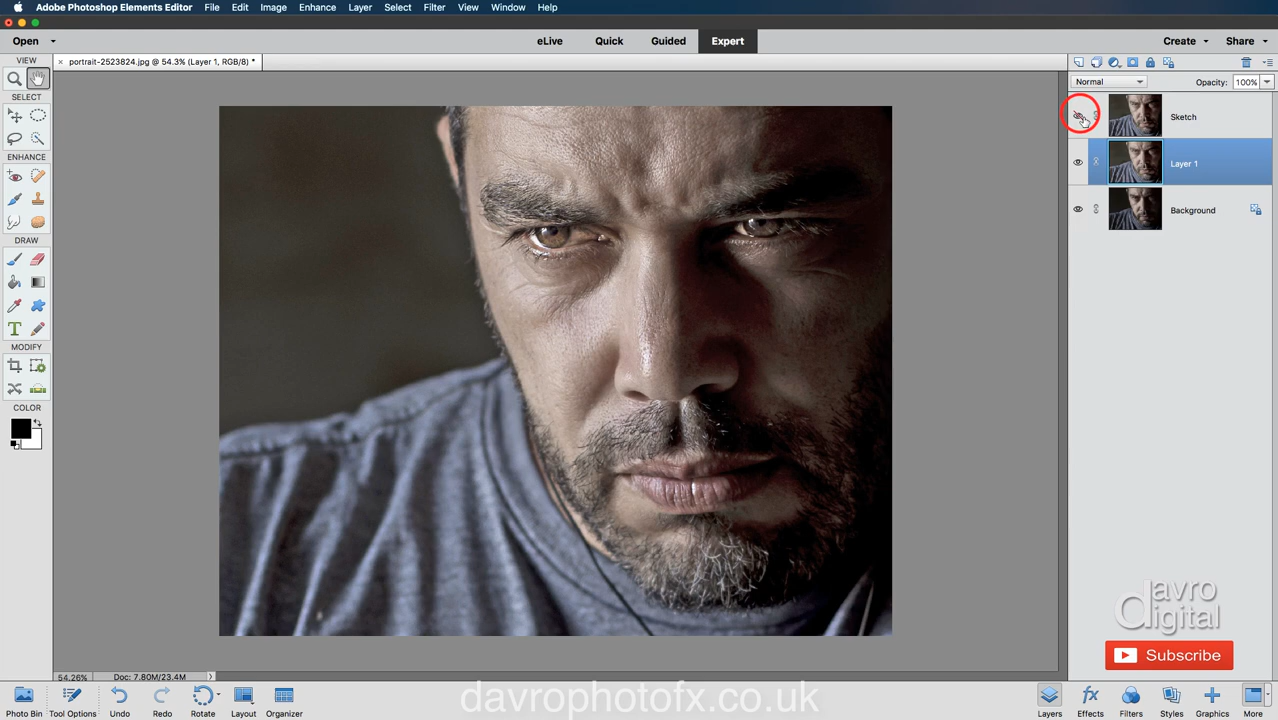 Adobe Photoshop Elements Editor File Edit Image Enhance Layer Select Filter View Window Help
Open eLive Quick Guided Expert Create Share
VIEW
× portrait-2523824.jpg @ 54.3% (Layer 1, RGB/8) *
Normal Opacity: 100%
SELECT
Sketch
ENHANCE
Layer 1
Background
DRAW
T
MODIFY
COLOR
davro
digital
Subscribe
54.26% Doc: 7.80M/23.4M
davrophotofx.co.uk
Photo Bin Tool Options Undo Redo Rotate Layout Organizer Layers Effects Filters Styles Graphics More